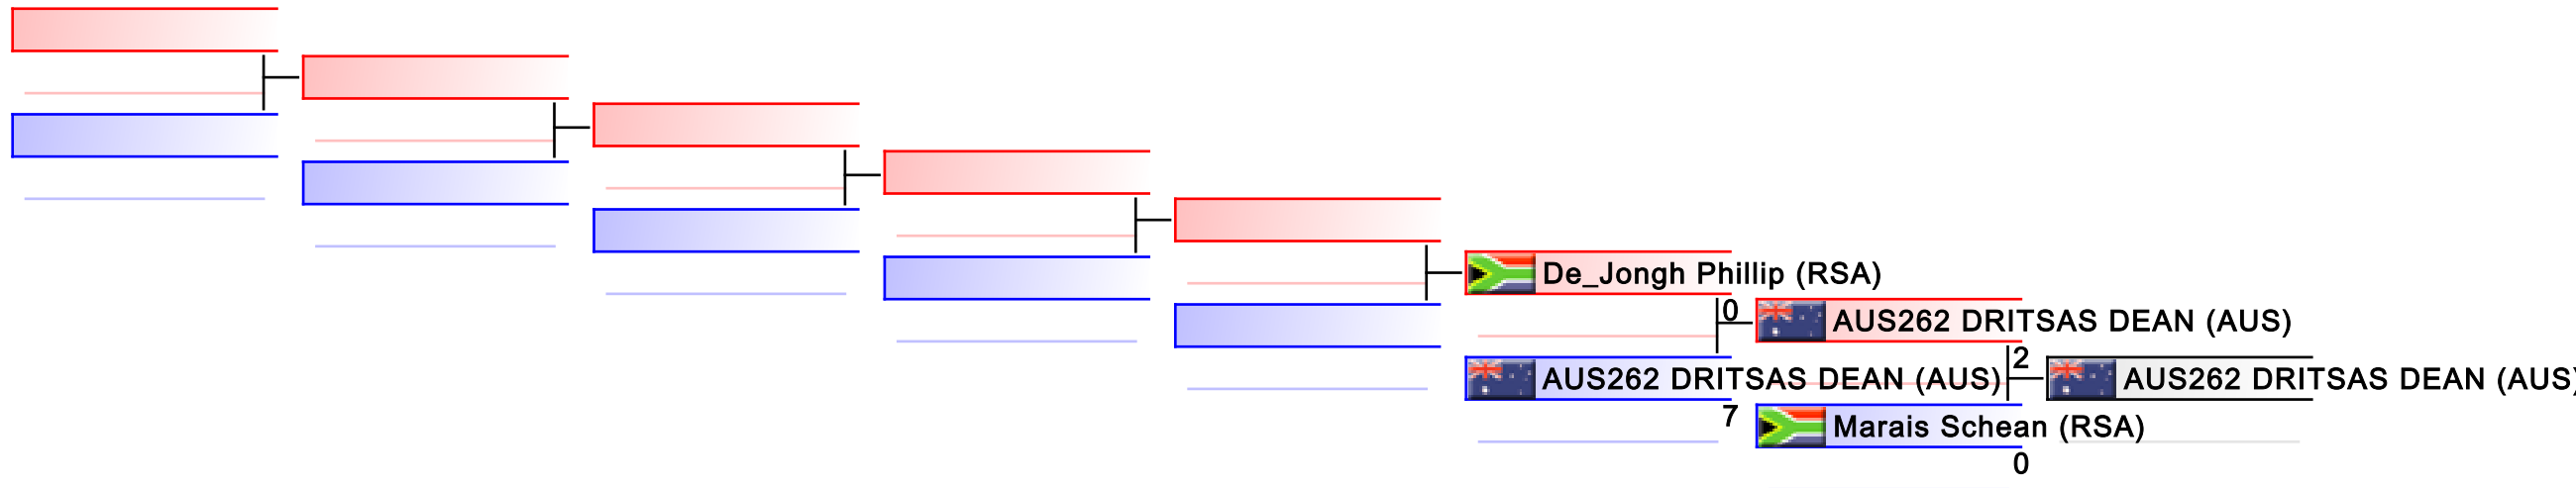 De_Jongh Phillip (RSA)
0
AUS262 DRITSAS DEAN (AUS)
2
AUS262 DRITSAS DEAN (AUS)
AUS262 DRITSAS DEAN (AUS)
7
Marais Schean (RSA)
0